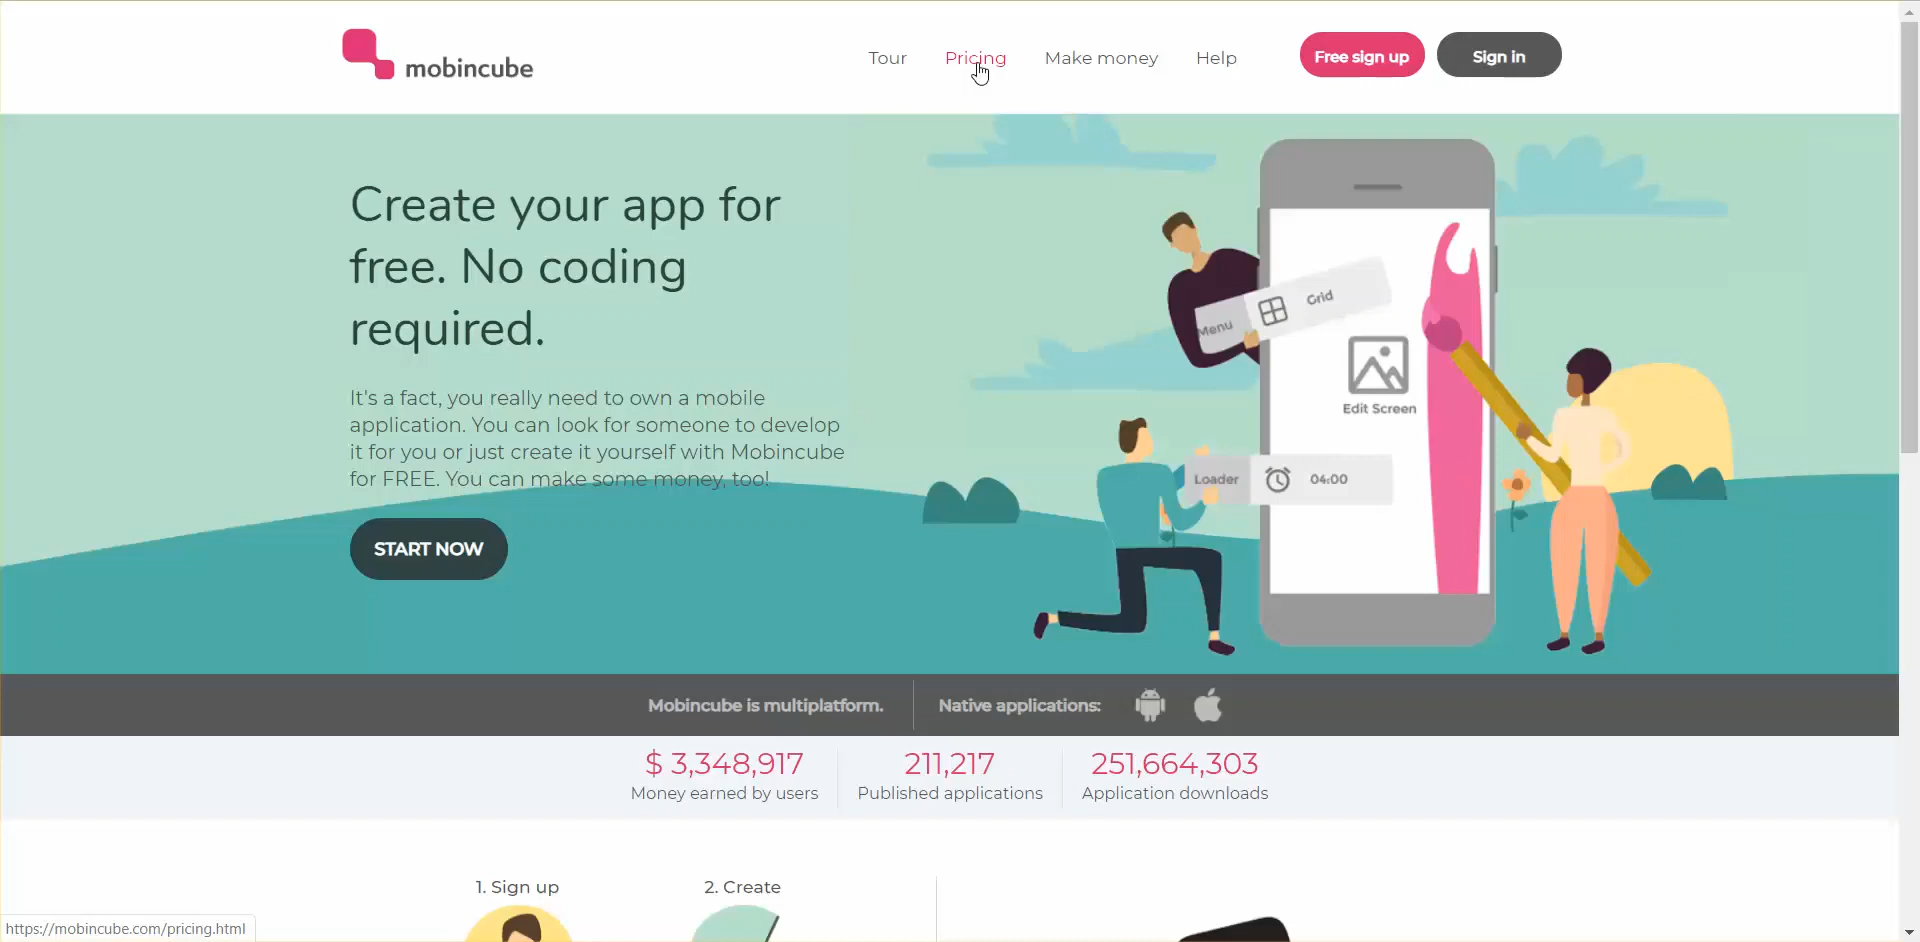 mobincube
Tour Pricing Make money Help Free sign up Sign in
Create your app for
free. No coding
required.
It's a fact, you really need to own a mobile
application. You can look for someone to develop
it for you or just create it yourself with Mobincube
for FREE. You can make some money, too!
START NOW
Menu Grid
Edit Screen
Loader 04:00
Mobincube is multiplatform. Native applications:
$ 3,348,917 211,217 251,664,303
Money earned by users Published applications Application downloads
1. Sign up 2. Create
https://mobincube.com/pricing.html